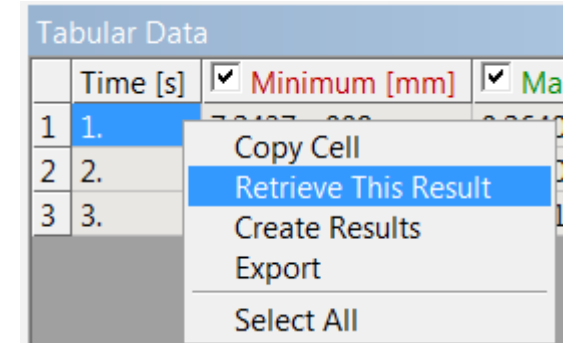 Tabular Data
Time [s] Minimum [mm]
1 1.
2 2.
3 3.
Copy Cell
Retrieve This Result
Create Results
Export
Select All